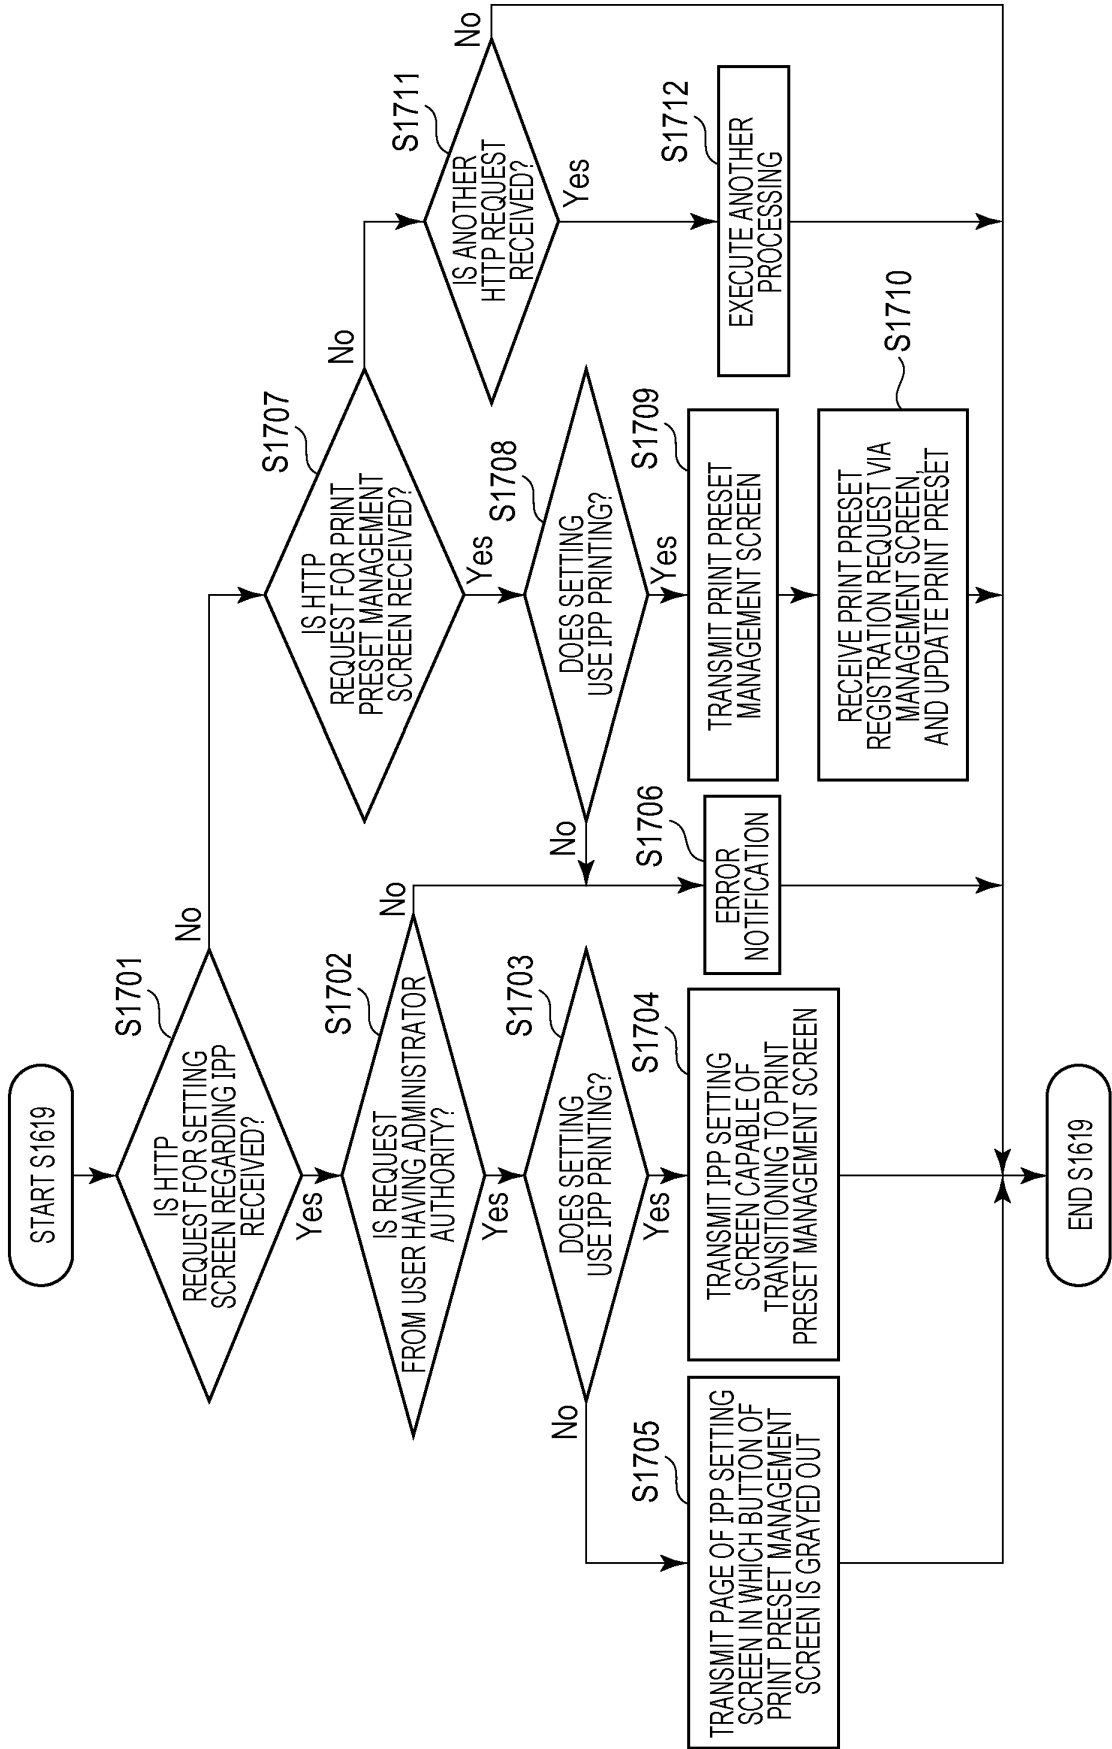 START S1619
S1701
IS HTTP
REQUEST FOR SETTING
SCREEN REGARDING IPP
RECEIVED?
No
Yes
S1702
IS REQUEST
FROM USER HAVING ADMINISTRATOR
AUTHORITY?
No
Yes
S1703
DOES SETTING
USE IPP PRINTING?
No
Yes
S1704
TRANSMIT IPP SETTING
SCREEN CAPABLE OF
TRANSITIONING TO PRINT
PRESET MANAGEMENT SCREEN
S1705
TRANSMIT PAGE OF IPP SETTING
SCREEN IN WHICH BUTTON OF
PRINT PRESET MANAGEMENT
SCREEN IS GRAYED OUT
S1706
ERROR
NOTIFICATION
S1707
IS HTTP
REQUEST FOR PRINT
PRESET MANAGEMENT
SCREEN RECEIVED?
No
Yes
S1708
DOES SETTING
USE IPP PRINTING?
No
Yes
S1709
TRANSMIT PRINT PRESET
MANAGEMENT SCREEN
S1710
RECEIVE PRINT PRESET
REGISTRATION REQUEST VIA
MANAGEMENT SCREEN,
AND UPDATE PRINT PRESET
S1711
IS ANOTHER
HTTP REQUEST
RECEIVED?
No
Yes
S1712
EXECUTE ANOTHER
PROCESSING
END S1619